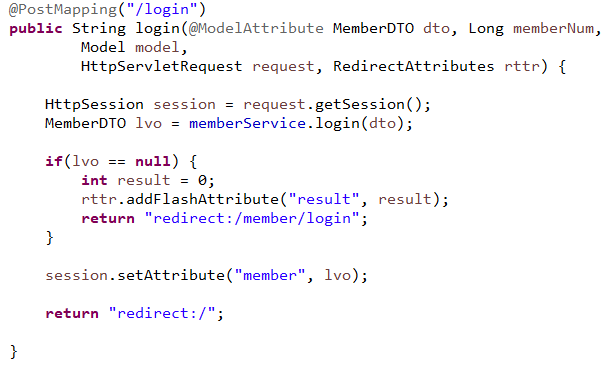 @PostMapping("/login")
public String login(@ModelAttribute MemberDTO dto, Long memberNum,
        Model model,
        HttpServletRequest request, RedirectAttributes rttr) {

    HttpSession session = request.getSession();
    MemberDTO lvo = memberService.login(dto);

    if(lvo == null) {
        int result = 0;
        rttr.addFlashAttribute("result", result);
        return "redirect:/member/login";
    }

    session.setAttribute("member", lvo);

    return "redirect:/";

}